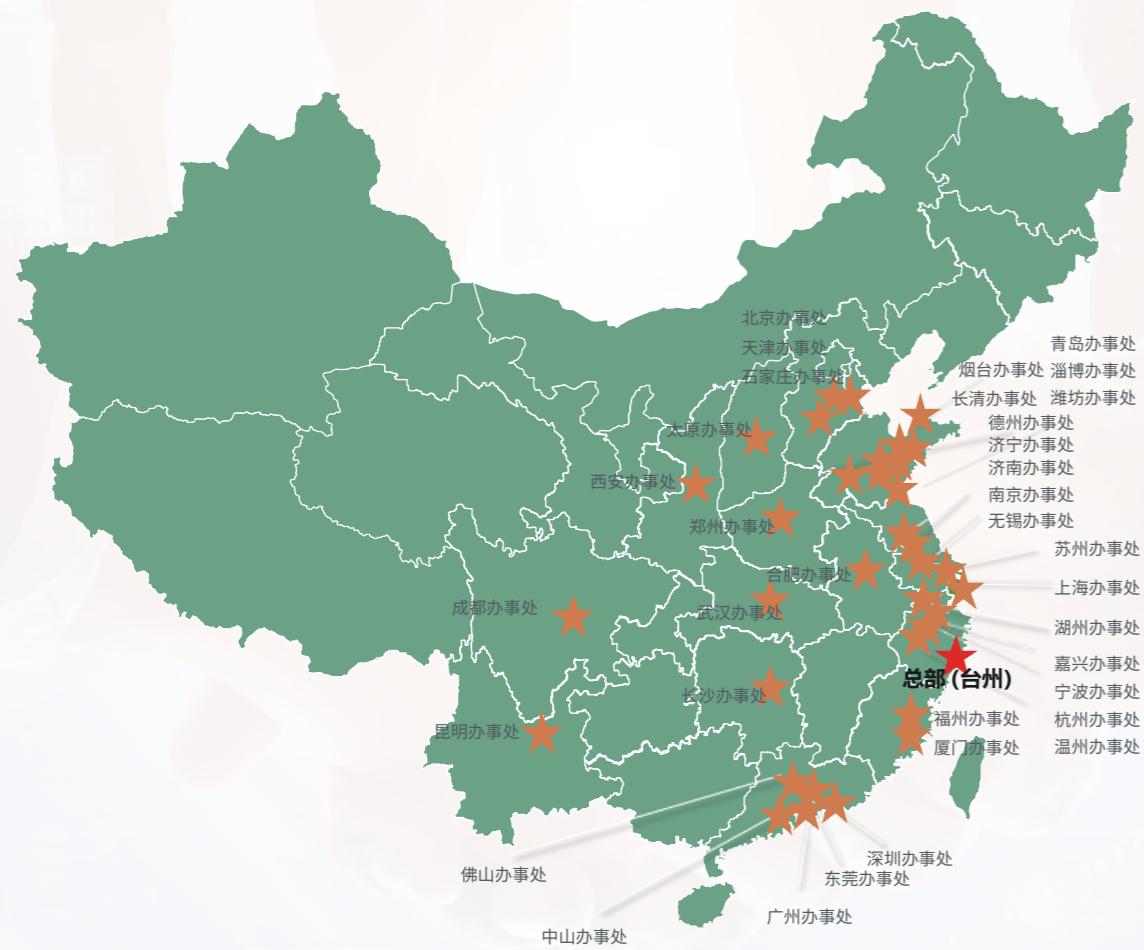 北京办事处
天津办事处
石家庄办事处
太原办事处
西安办事处
郑州办事处
合肥办事处
武汉办事处
成都办事处
长沙办事处
昆明办事处
青岛办事处
烟台办事处 淄博办事处
长清办事处 潍坊办事处
德州办事处
济宁办事处
济南办事处
南京办事处
无锡办事处
苏州办事处
上海办事处
湖州办事处
嘉兴办事处
总部(台州)
宁波办事处
福州办事处 杭州办事处
厦门办事处 温州办事处
深圳办事处
佛山办事处
东莞办事处
广州办事处
中山办事处